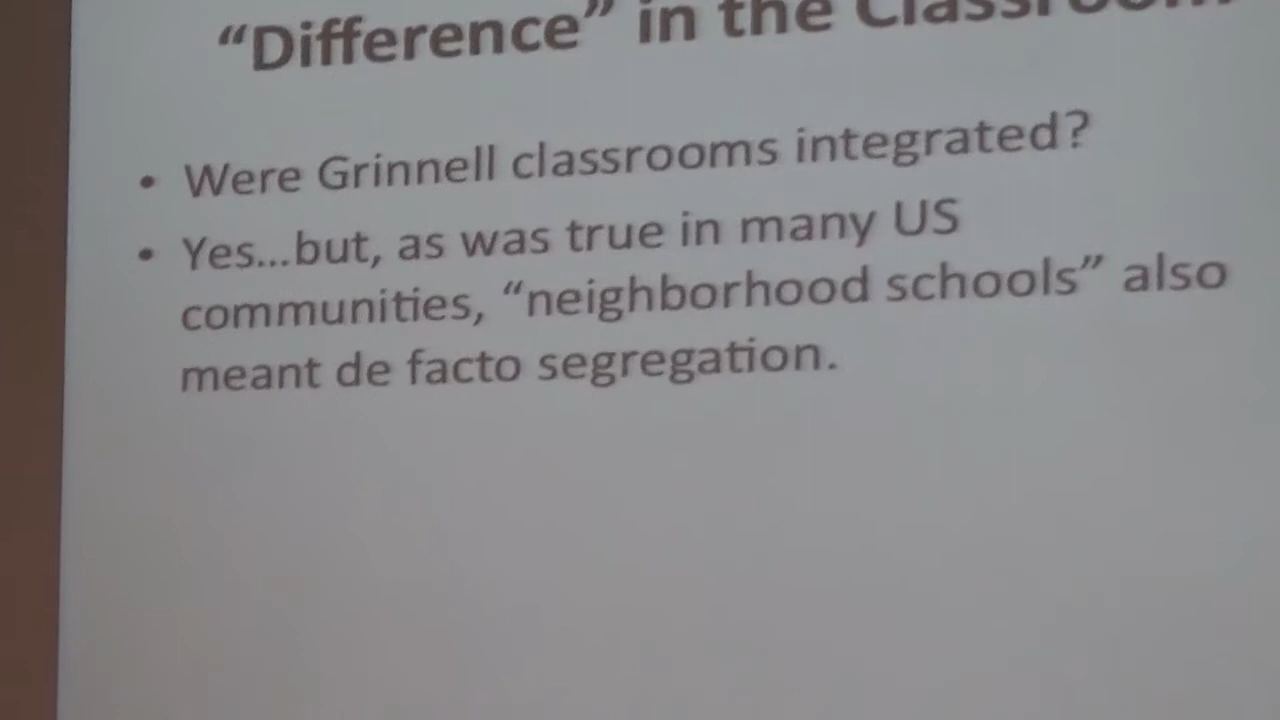 “Difference” in the Classroom
• Were Grinnell classrooms integrated?
• Yes...but, as was true in many US
communities, “neighborhood schools” also
meant de facto segregation.